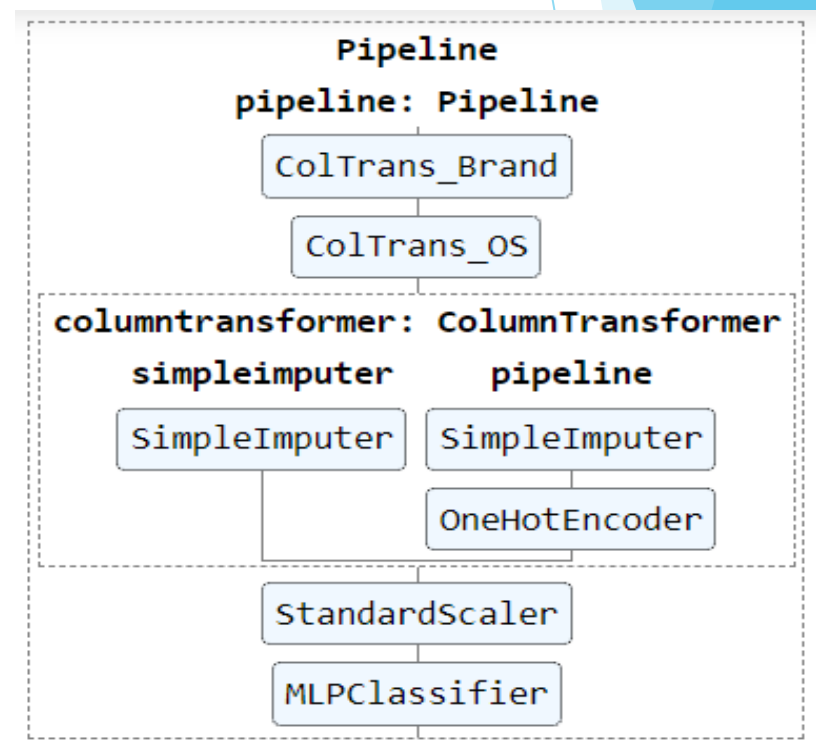 Pipeline
pipeline: Pipeline
ColTrans_Brand
ColTrans_OS
columntransformer: ColumnTransformer
simpleimputer pipeline
SimpleImputer SimpleImputer
OneHotEncoder
StandardScaler
MLPClassifier